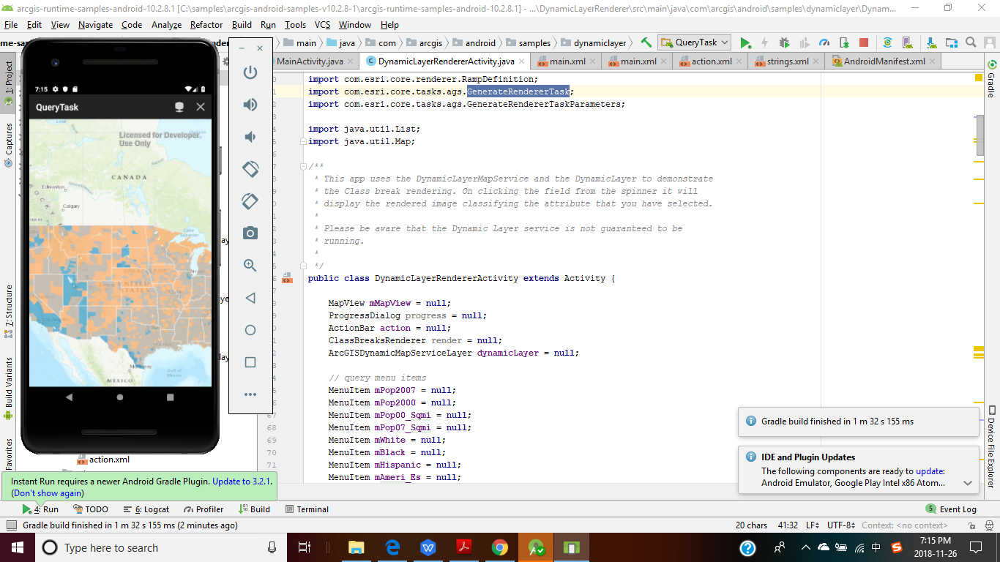 arcgis-runtime-samples-android-10.2.8.1 [C:\samples\arcgis-android-samples-v10.2.8-1\arcgis-runtime-samples-android-10.2.8.1] - ...\DynamicLayerRenderer\src\main\java\com\arcgis\android\samples\dynamiclayer\Dynam...
File Edit View Navigate Code Analyze Refactor Build Run Tools VCS Window Help
main java com arcgis android samples dynamiclayer QueryTask
MainActivity.java DynamicLayerRendererActivity.java main.xml main.xml action.xml strings.xml AndroidManifest.xml
1: Project
Captures
7: Structure
Build Variants
Favorites
Gradle
Device File Explorer
7:15
QueryTask
Licensed for Developer
Use Only
CANADA
Edmonton
Calgary
Lake
Superior
UNITED
STATES
Los Angeles
Monterrey
Gulf of
Mexico
MEXICO
action.xml
import com.esri.core.renderer.RampDefinition;
import com.esri.core.tasks.ags.GenerateRendererTask;
import com.esri.core.tasks.ags.GenerateRendererTaskParameters;
import java.util.List;
import java.util.Map;
/**
* This app uses the DynamicLayerMapService and the DynamicLayer to demonstrate
* the Class break rendering. On clicking the field from the spinner it will
* display the rendered image classifying the attribute that you have selected.
*
* Please be aware that the Dynamic Layer service is not guaranteed to be
* running.
*
*/
public class DynamicLayerRendererActivity extends Activity {
MapView mMapView = null;
ProgressDialog progress = null;
ActionBar action = null;
ClassBreaksRenderer render = null;
ArcGISDynamicMapServiceLayer dynamicLayer = null;
// query menu items
MenuItem mPop2007 = null;
MenuItem mPop2000 = null;
67 MenuItem mPop00_Sqmi = null;
68 MenuItem mPop07_Sqmi = null;
69 MenuItem mWhite = null;
70 MenuItem mBlack = null;
71 MenuItem mHispanic = null;
MenuItem mAmeri_Es = null;
Gradle build finished in 1 m 32 s 155 ms
IDE and Plugin Updates
The following components are ready to update:
Android Emulator, Google Play Intel x86 Atom...
Instant Run requires a newer Android Gradle Plugin. Update to 3.2.1.
(Don't show again)
4: Run TODO 6: Logcat Profiler Build Terminal 5 Event Log
Gradle build finished in 1 m 32 s 155 ms (2 minutes ago) 20 chars 41:32 LF UTF-8 Context: <no context>
Type here to search
中
7:15 PM
2018-11-26